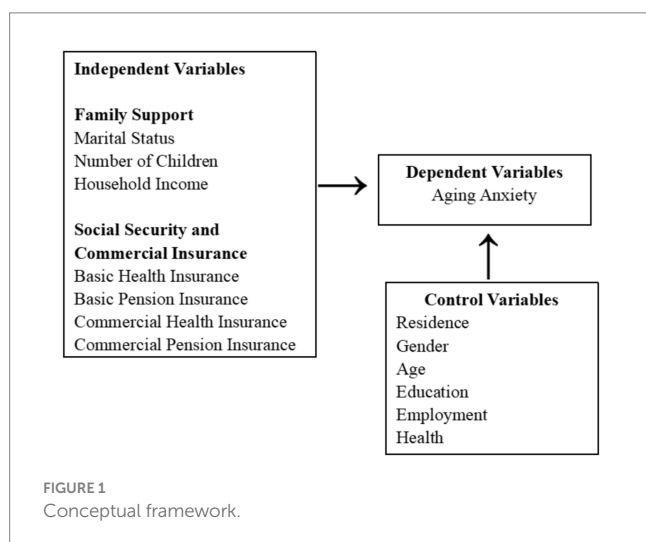 Independent Variables
Family Support
Marital Status
Number of Children
Household Income
Social Security and
Commercial Insurance
Basic Health Insurance
Basic Pension Insurance
Commercial Health Insurance
Commercial Pension Insurance
Dependent Variables
Aging Anxiety
Control Variables
Residence
Gender
Age
Education
Employment
Health
FIGURE 1
Conceptual framework.